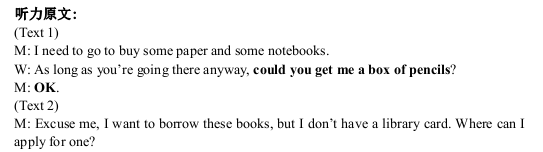 听力原文：
(Text 1)
M: I need to go to buy some paper and some notebooks.
W: As long as you're going there anyway, could you get me a box of pencils?
M: OK.
(Text 2)
M: Excuse me, I want to borrow these books, but I don't have a library card. Where can I
apply for one?